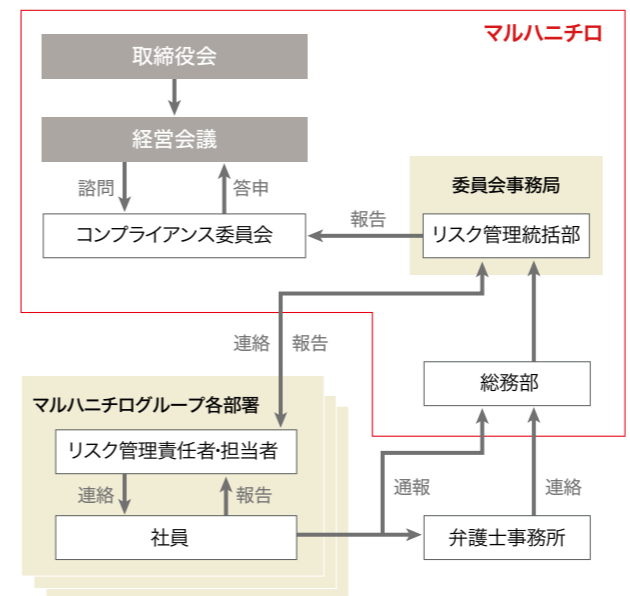 マルハニチロ
取締役会
経営会議
諮問
答申
委員会事務局
コンプライアンス委員会
報告
リスク管理統括部
連絡
報告
総務部
マルハニチログループ各部署
リスク管理責任者・担当者
連絡
報告
通報
連絡
社員
弁護士事務所